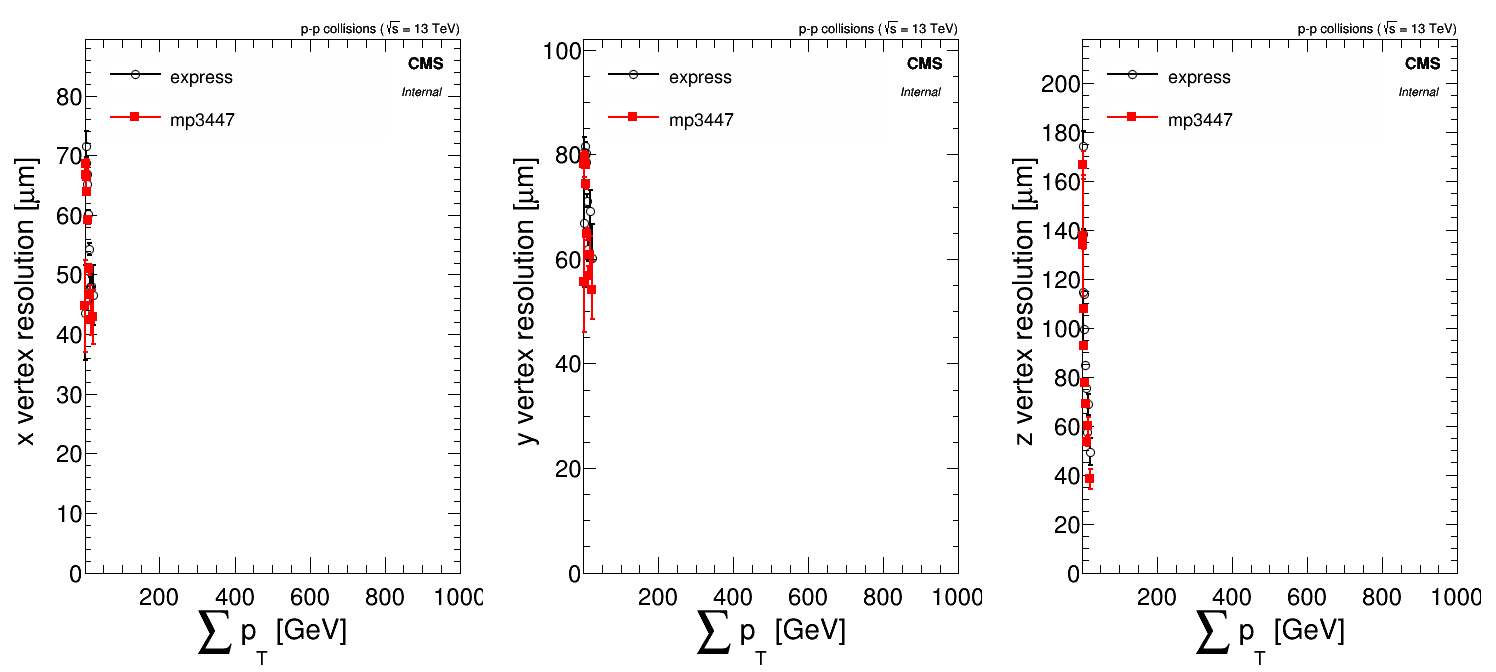 p-p collisions (√s = 13 TeV)
CMS
Internal
express
mp3447
x vertex resolution [μm]
80
70
60
50
40
30
20
10
0
200 400 600 800 1000
∑ p_T [GeV]
p-p collisions (√s = 13 TeV)
CMS
Internal
express
mp3447
y vertex resolution [μm]
100
80
60
40
20
0
200 400 600 800 1000
∑ p_T [GeV]
p-p collisions (√s = 13 TeV)
CMS
Internal
express
mp3447
z vertex resolution [μm]
200
180
160
140
120
100
80
60
40
20
0
200 400 600 800 1000
∑ p_T [GeV]